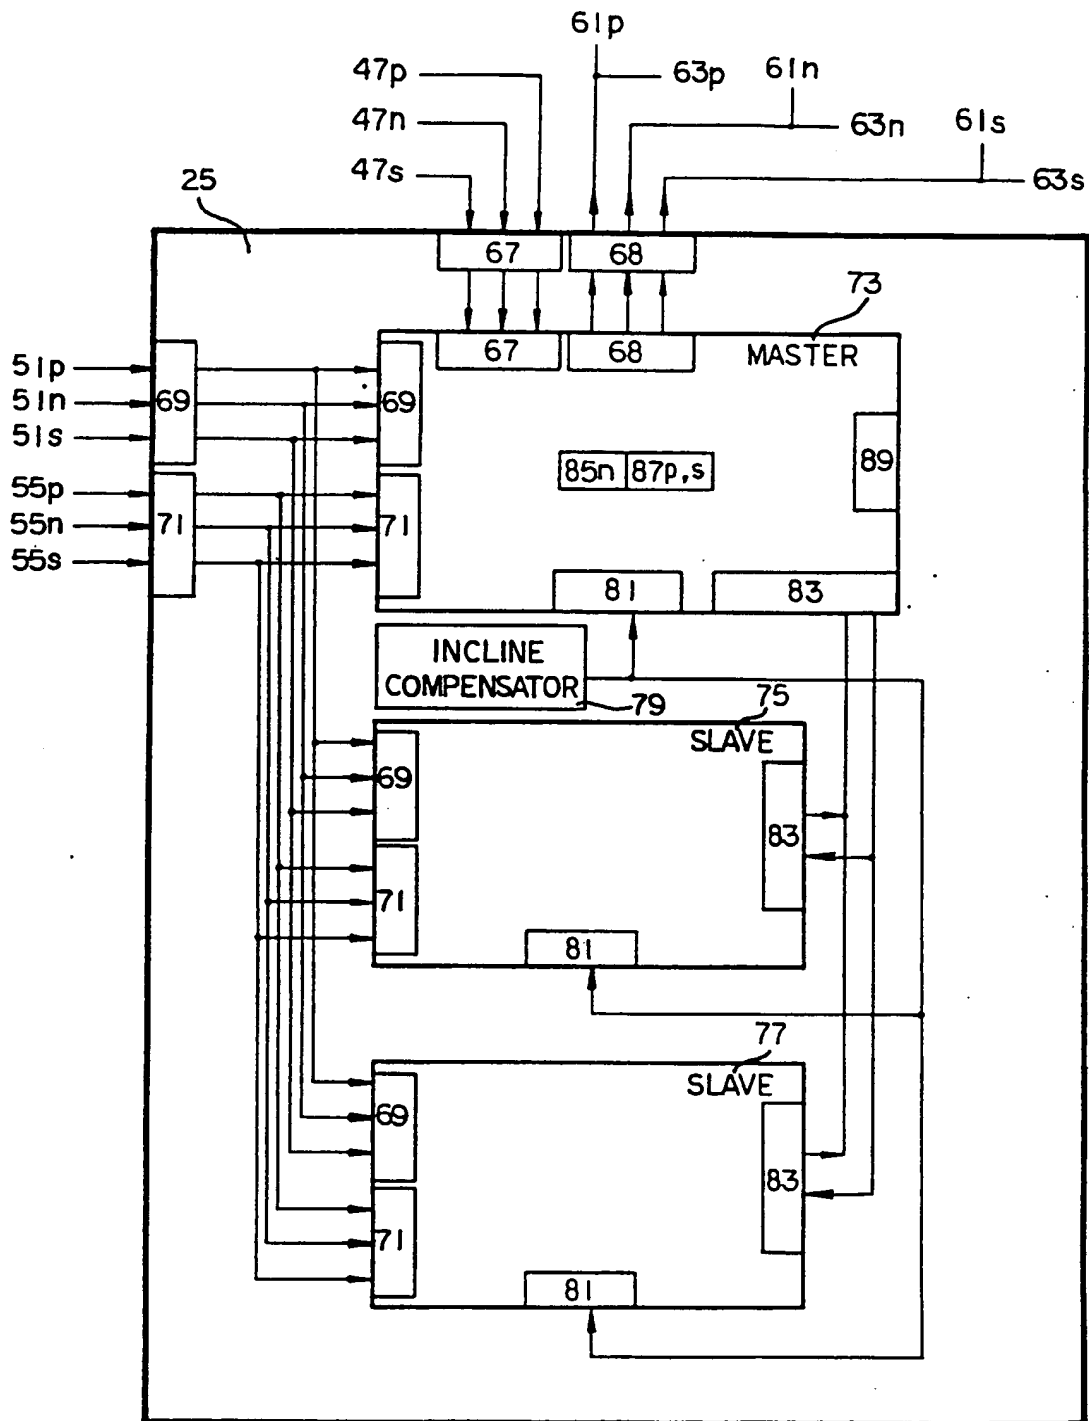 61p
47p
63p
61n
47n
63n
61s
47s
63s
25
67
68
73
67
68
MASTER
51p
69
69
51n
51s
89
85n
87p,s
55p
55n
71
71
55s
81
83
INCLINE
COMPENSATOR
79
75
SLAVE
69
83
71
81
77
SLAVE
69
83
71
81